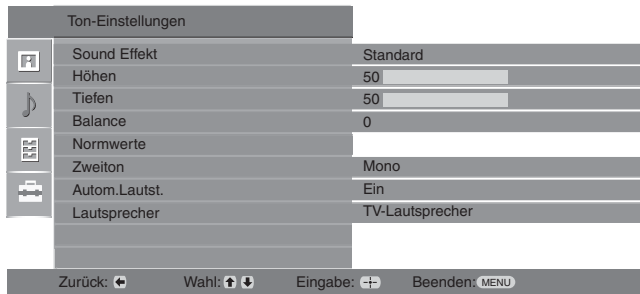 Ton-Einstellungen
Sound Effekt Standard
Höhen 50
Tiefen 50
Balance 0
Normwerte
Zweiton Mono
Autom.Lautst. Ein
Lautsprecher TV-Lautsprecher
Zurück: Wahl: Eingabe: Beenden: MENU